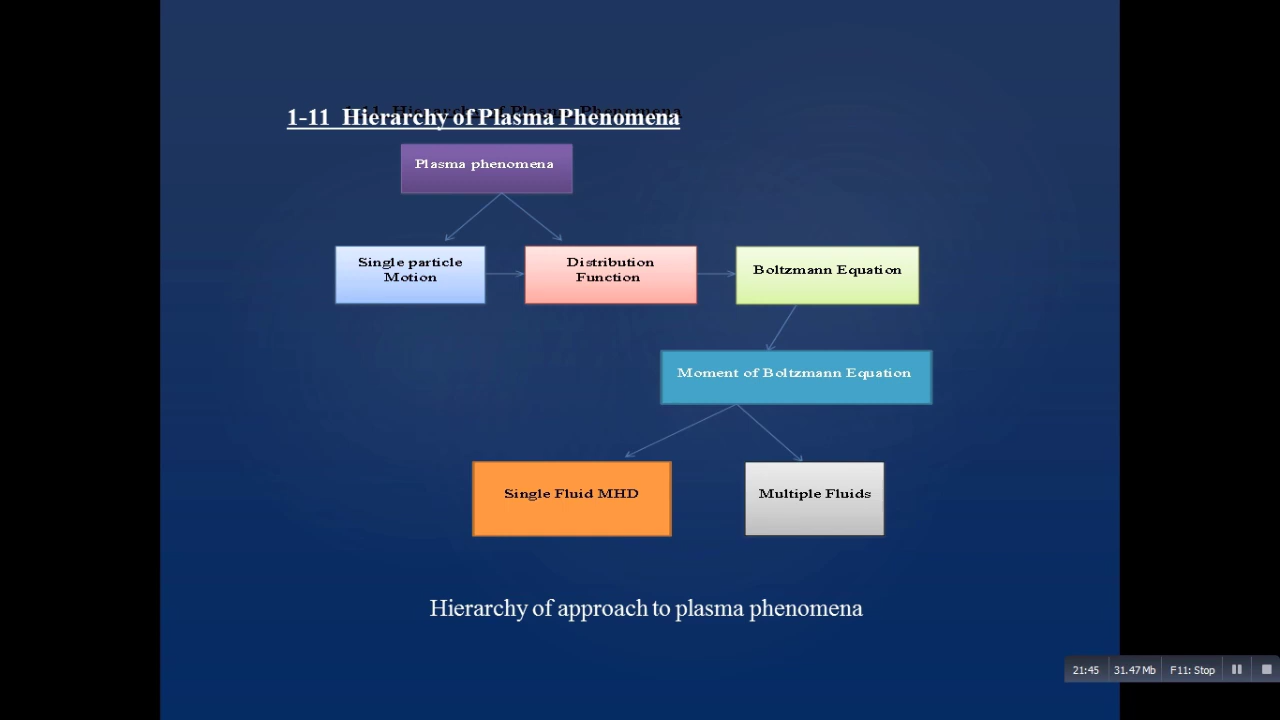 1-11 Hierarchy of Plasma Phenomena
Plasma phenomena
Single particle
Motion
Distribution
Function
Boltzmann Equation
Moment of Boltzmann Equation
Single Fluid MHD
Multiple Fluids
Hierarchy of approach to plasma phenomena
21:45 31.47 Mb F11: Stop